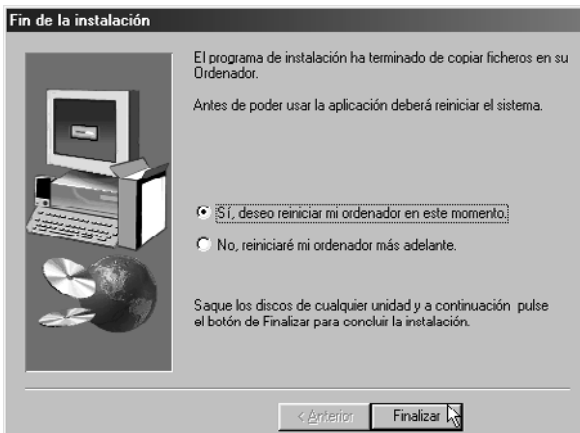 Fin de la instalación
El programa de instalación ha terminado de copiar ficheros en su
Ordenador.
Antes de poder usar la aplicación deberá reiniciar el sistema.
Sí, deseo reiniciar mi ordenador en este momento.
No, reiniciaré mi ordenador más adelante.
Saque los discos de cualquier unidad y a continuación pulse
el botón de Finalizar para concluir la instalación.
< Anterior
Finalizar